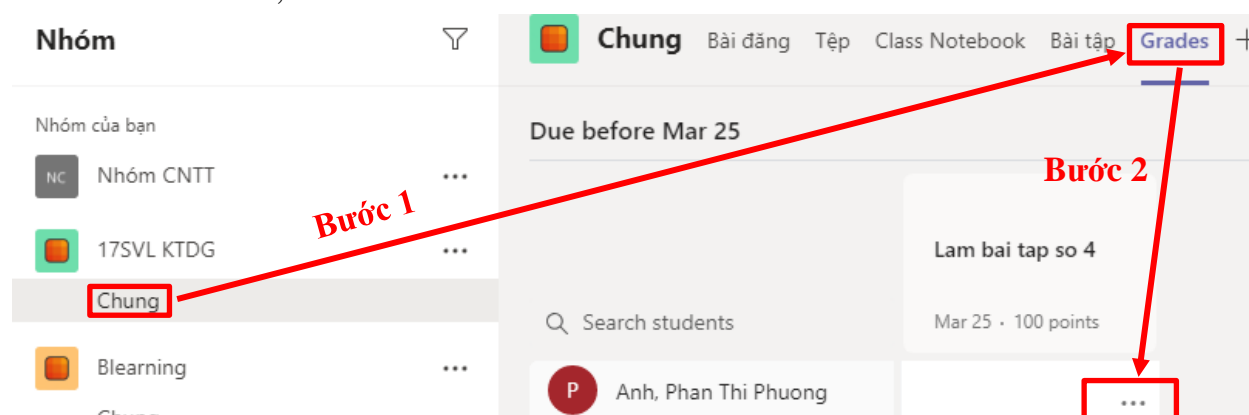 Nhóm
Nhóm của bạn
NC Nhóm CNTT ...
17SVL KTDG ...
Chung
Blearning ...
Chung
Chung Bài đăng Tệp Class Notebook Bài tập Grades +
Due before Mar 25
Bước 1
Bước 2
Lam bai tap so 4
Mar 25 · 100 points
Search students
P Anh, Phan Thi Phuong ...